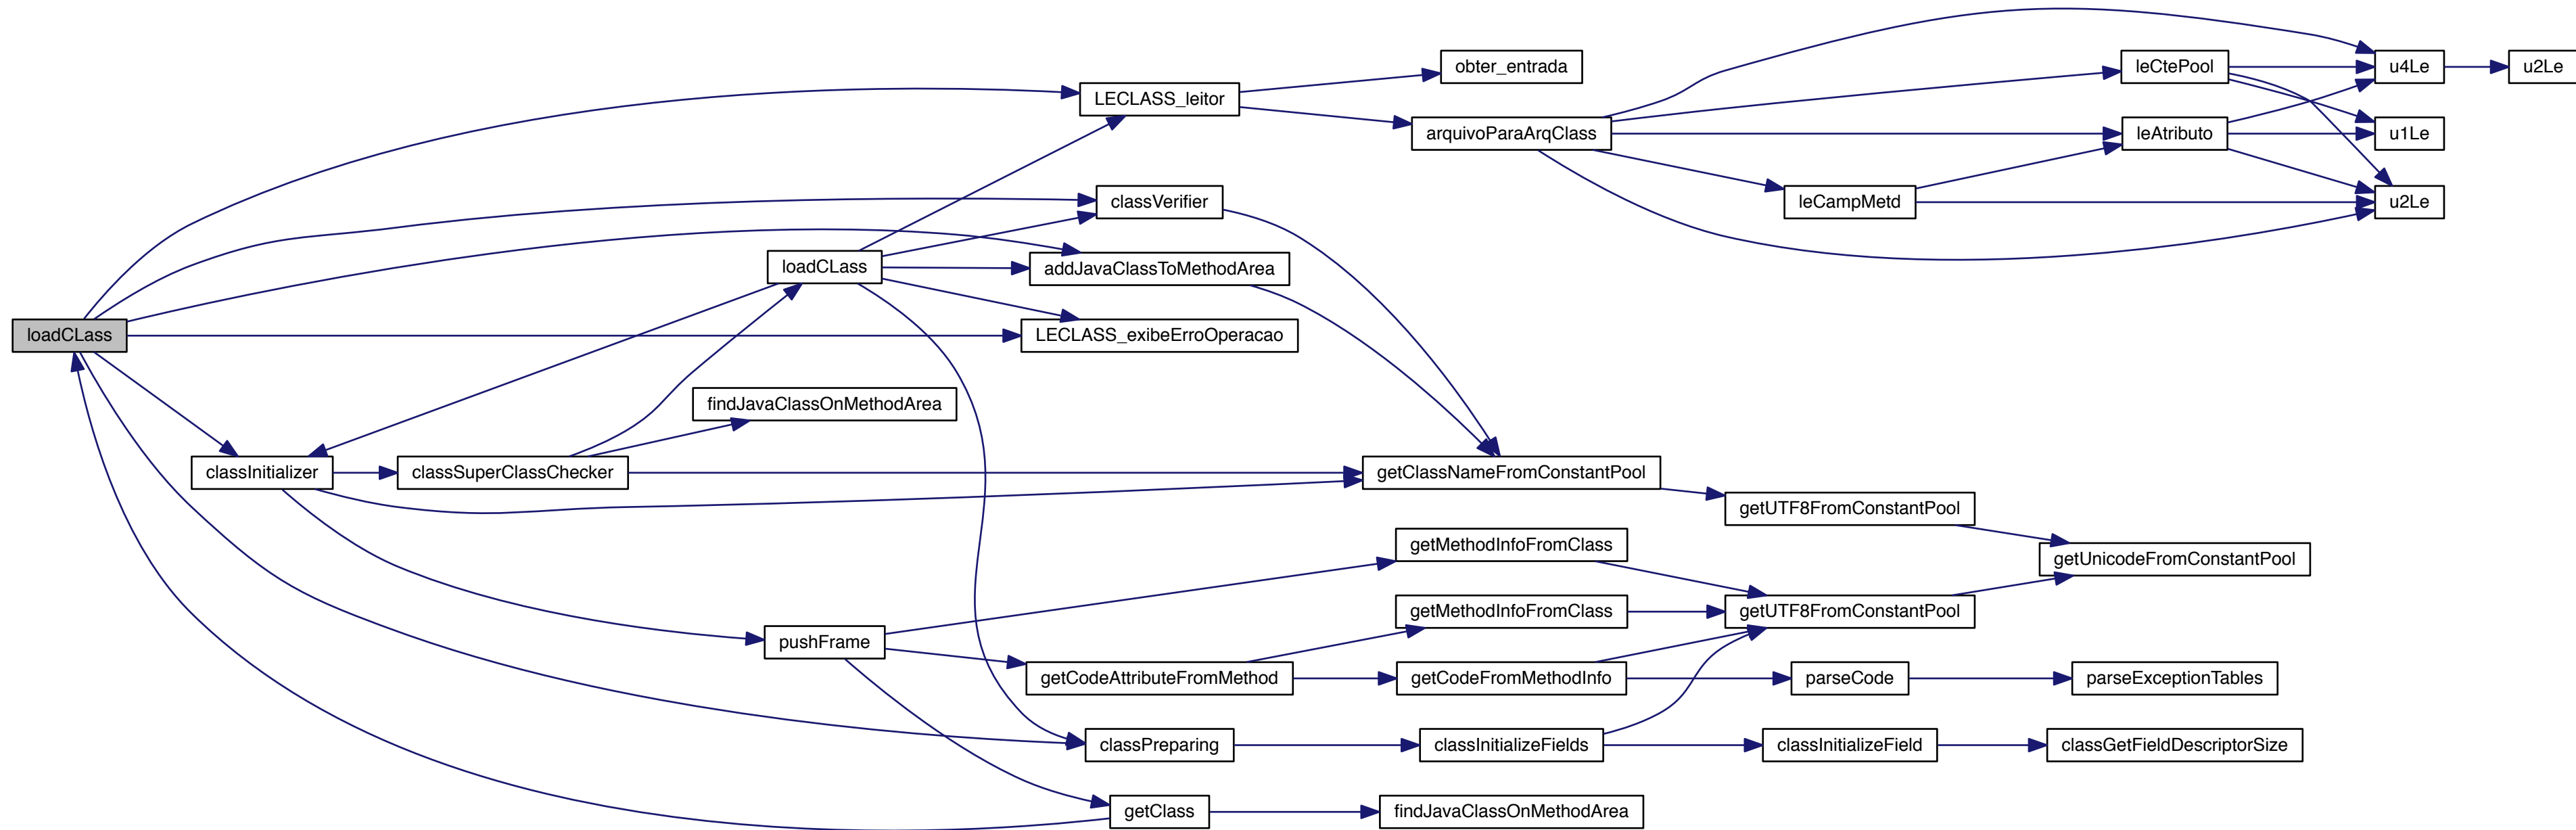 obter_entrada
leCtePool
u4Le
u2Le
LECLASS_leitor
arquivoParaArqClass
leAtributo
u1Le
classVerifier
leCampMetd
u2Le
loadCLass
addJavaClassToMethodArea
loadCLass
LECLASS_exibeErroOperacao
findJavaClassOnMethodArea
classInitializer
classSuperClassChecker
getClassNameFromConstantPool
getUTF8FromConstantPool
getMethodInfoFromClass
getUnicodeFromConstantPool
getMethodInfoFromClass
getUTF8FromConstantPool
pushFrame
getCodeAttributeFromMethod
getCodeFromMethodInfo
parseCode
parseExceptionTables
classPreparing
classInitializeFields
classInitializeField
classGetFieldDescriptorSize
getClass
findJavaClassOnMethodArea